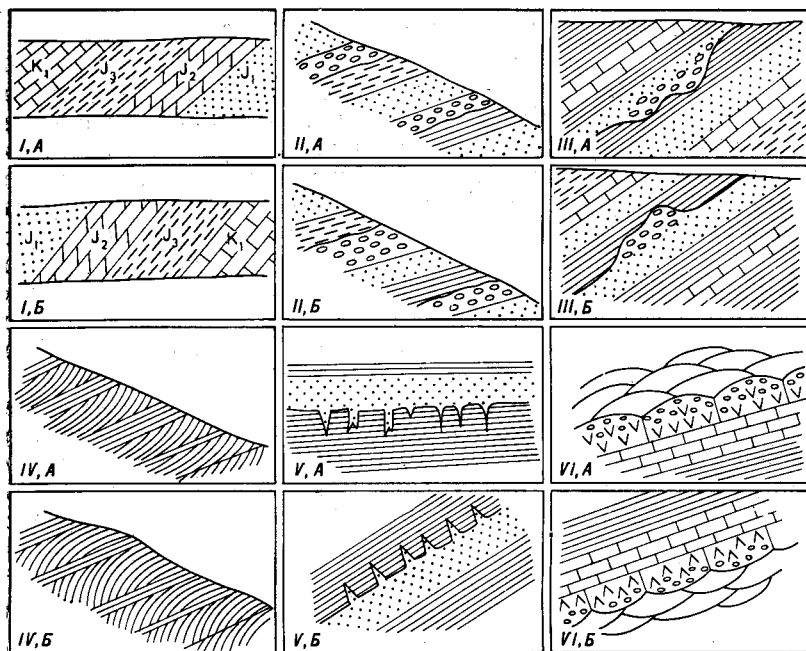 K₁ J₃ J₂ J₁
I, А
II, А
III, А
J₁ J₂ J₃ K₁
I, Б
II, Б
III, Б
IV, А
V, А
VI, А
IV, Б
V, Б
VI, Б